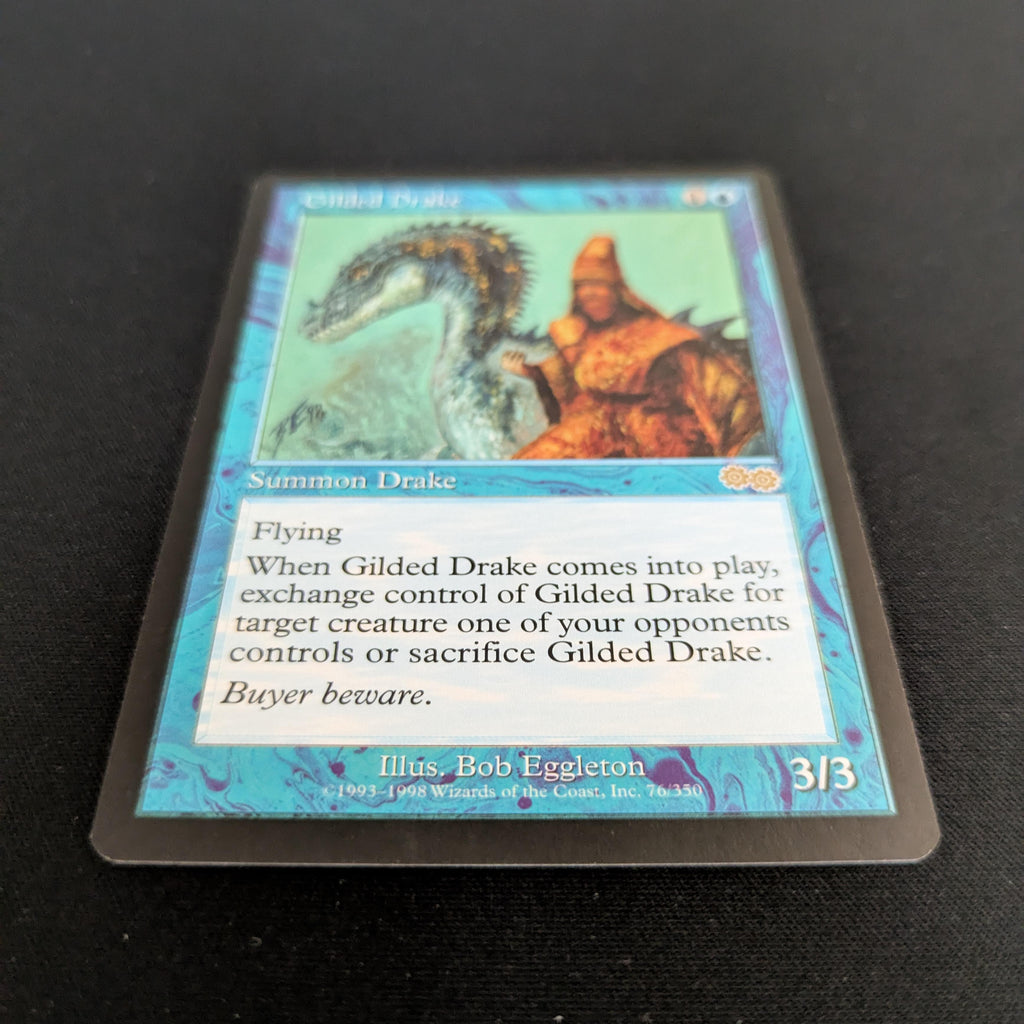 Gilded Drake
Summon Drake
Flying
When Gilded Drake comes into play,
exchange control of Gilded Drake for
target creature one of your opponents
controls or sacrifice Gilded Drake.
Buyer beware.
Illus. Bob Eggleton
3/3
©1993-1998 Wizards of the Coast, Inc. 76/350